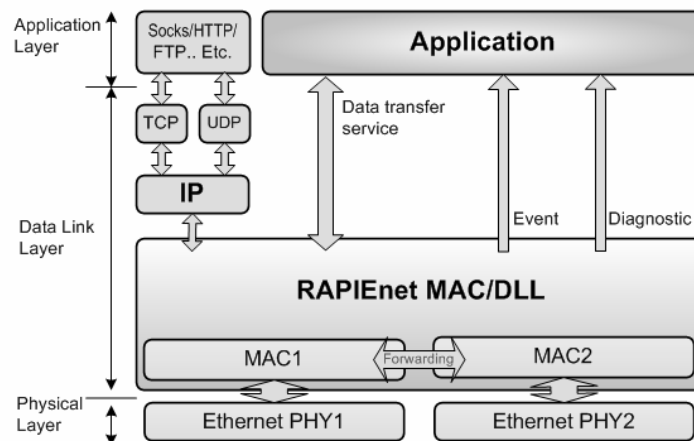 Application
Layer
Socks/HTTP/
FTP.. Etc.
Application
TCP
UDP
Data transfer
service
IP
Event
Diagnostic
Data Link
Layer
RAPIEnet MAC/DLL
MAC1
Forwarding
MAC2
Physical
Layer
Ethernet PHY1
Ethernet PHY2